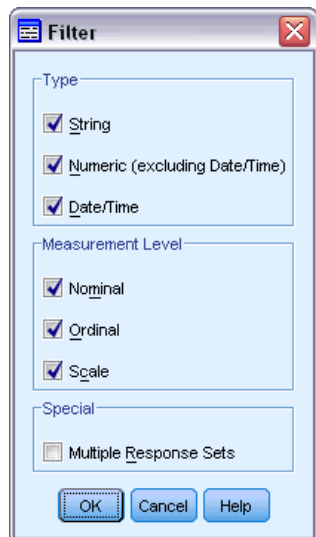 Filter
Type
String
Numeric (excluding Date/Time)
Date/Time
Measurement Level
Nominal
Ordinal
Scale
Special
Multiple Response Sets
OK Cancel Help